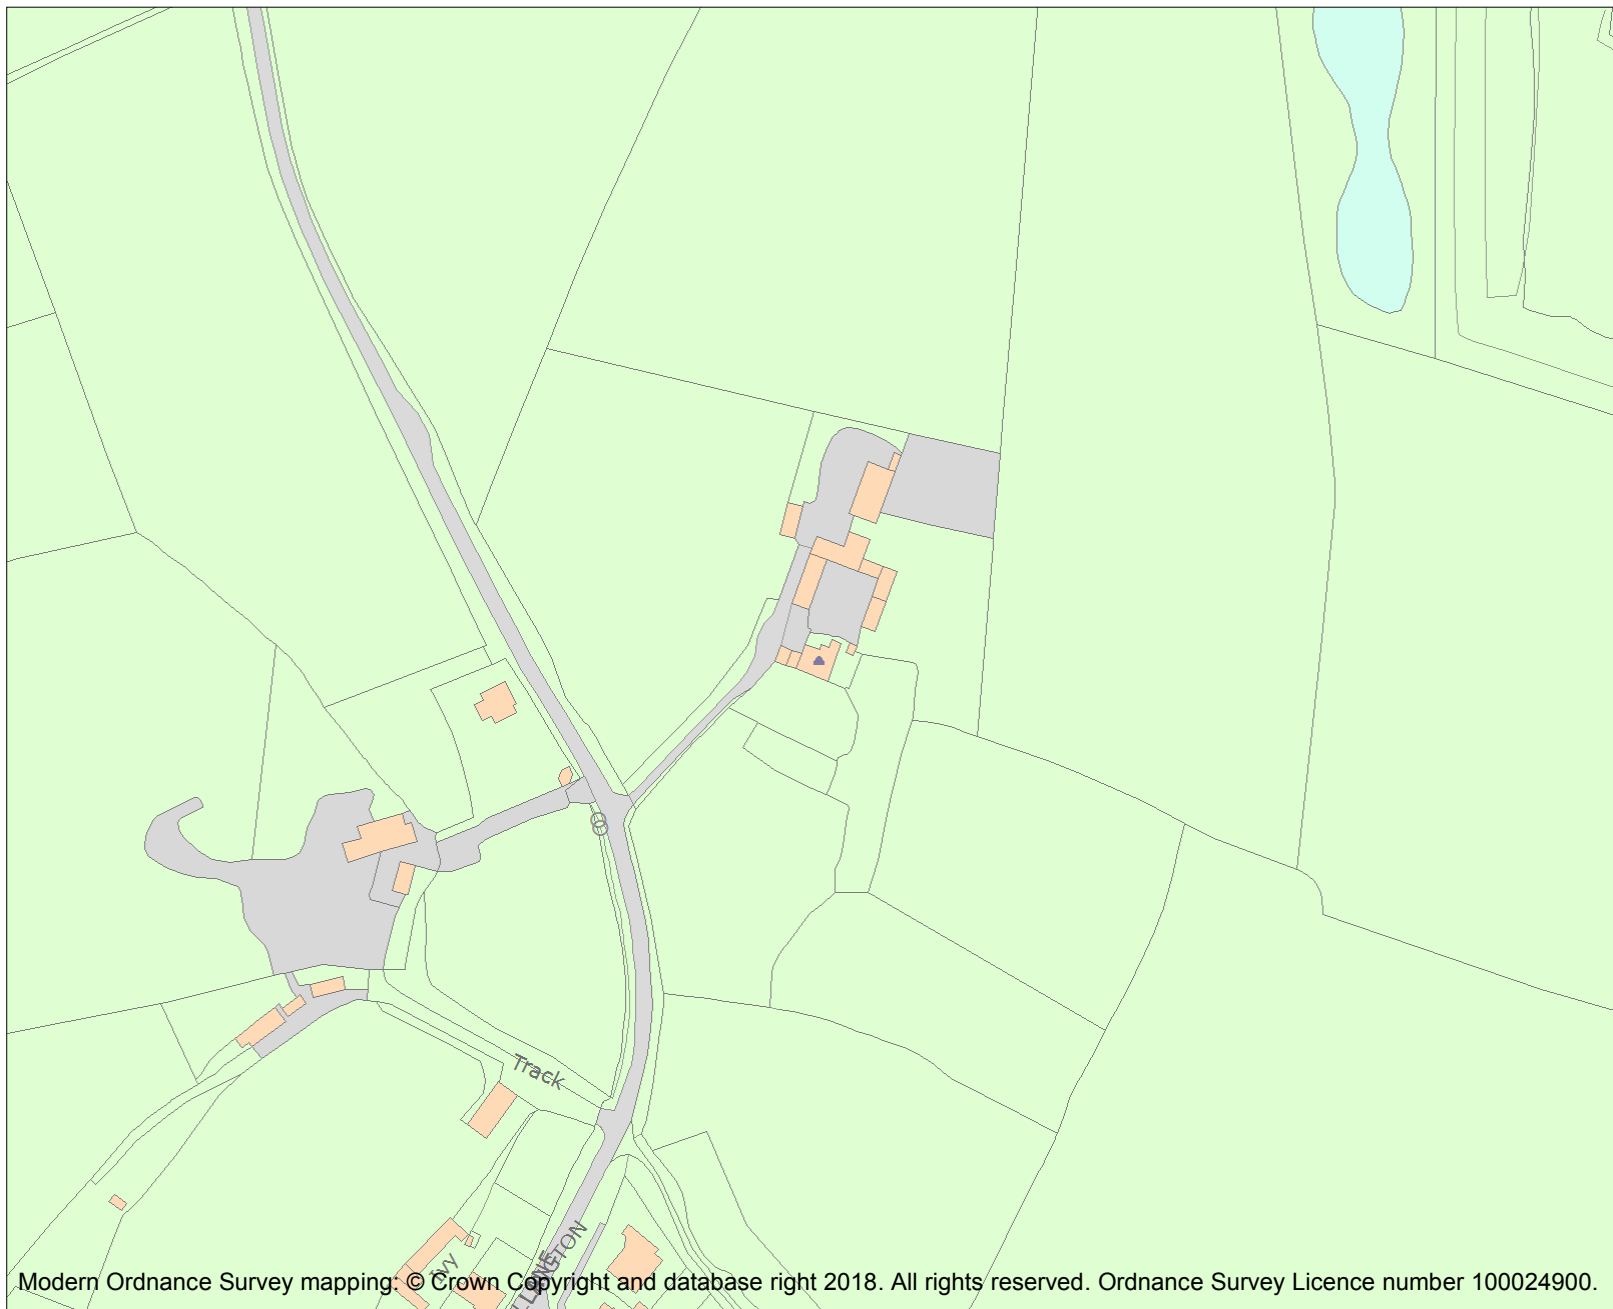 Track
Ivy
Modern Ordnance Survey mapping: © Crown Copyright and database right 2018. All rights reserved. Ordnance Survey Licence number 100024900.